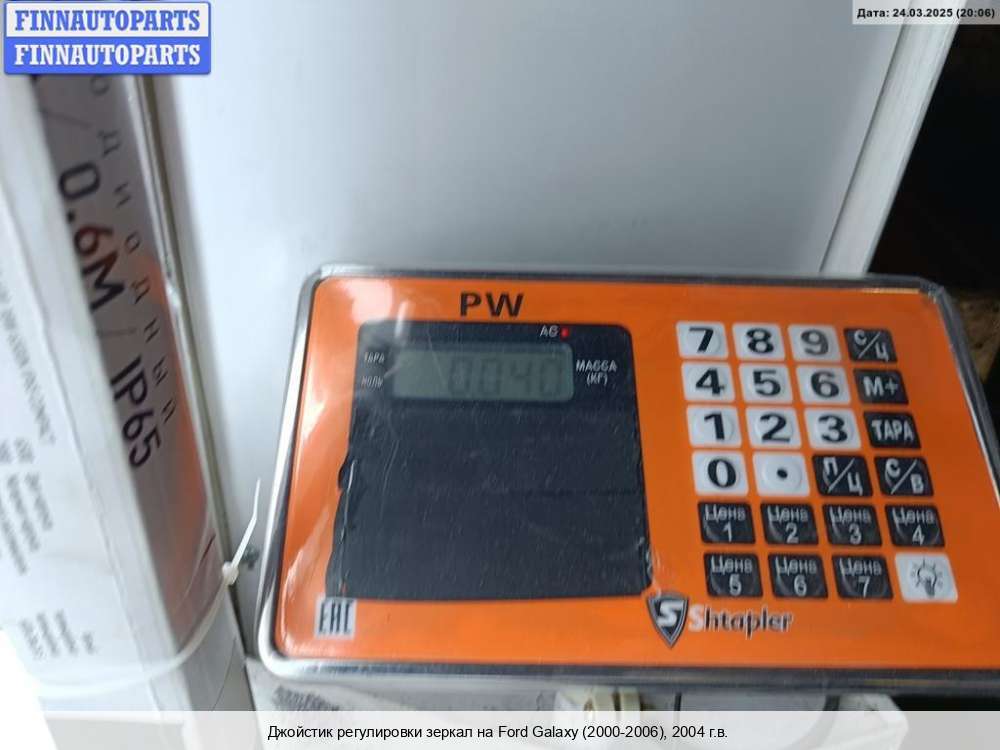 FINNAUTOPARTS
FINNAUTOPARTS
Дата: 24.03.2025 (20:06)
одиодный
/ 0.6М / IP65
PW
AC
ТАРА
НОЛЬ
0.040
МАССА
(КГ)
7 8 9 С/Ц
4 5 6 М+
1 2 3 ТАРА
0 . Л/Ц С/В
Цена 1 Цена 2 Цена 3 Цена 4
Цена 5 Цена 6 Цена 7
EAC
Shtapler
Джойстик регулировки зеркал на Ford Galaxy (2000-2006), 2004 г.в.